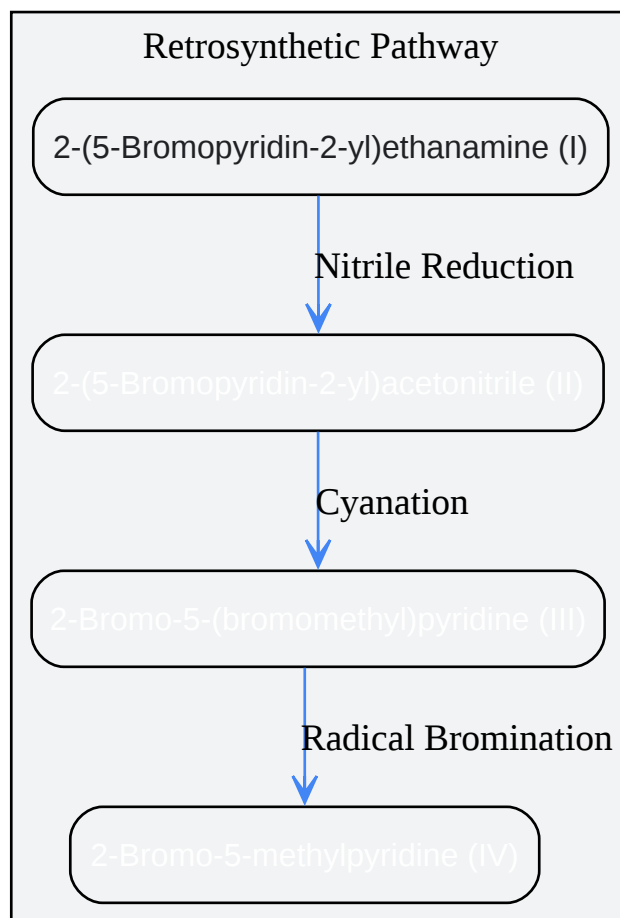 Retrosynthetic Pathway
2-(5-Bromopyridin-2-yl)ethanamine (I)
Nitrile Reduction
2-(5-Bromopyridin-2-yl)acetonitrile (II)
Cyanation
2-Bromo-5-(bromomethyl)pyridine (III)
Radical Bromination
2-Bromo-5-methylpyridine (IV)